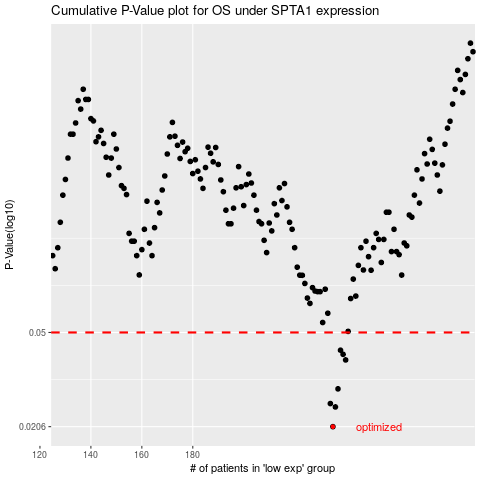 Cumulative P-Value plot for OS under SPTA1 expression
P-Value(log10)
0.05
0.0206
optimized
120 140 160 180
# of patients in 'low exp' group